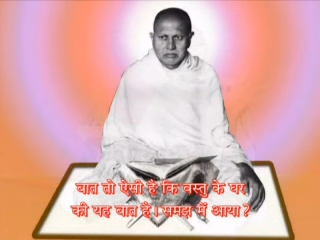 बात तो ऐसी है कि वस्तु के घर
की यह बात है । समझ में आया ?